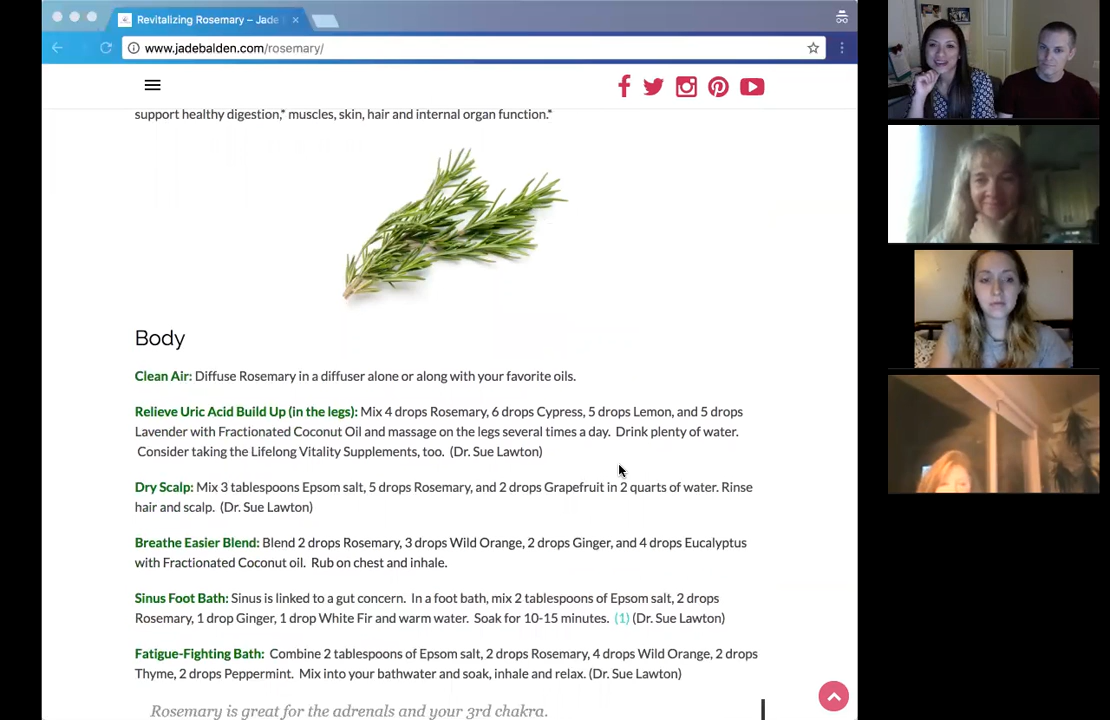 Revitalizing Rosemary – Jade
www.jadebalden.com/rosemary/
support healthy digestion,* muscles, skin, hair and internal organ function.*
Body
Clean Air: Diffuse Rosemary in a diffuser alone or along with your favorite oils.
Relieve Uric Acid Build Up (in the legs): Mix 4 drops Rosemary, 6 drops Cypress, 5 drops Lemon, and 5 drops
Lavender with Fractionated Coconut Oil and massage on the legs several times a day. Drink plenty of water.
Consider taking the Lifelong Vitality Supplements, too. (Dr. Sue Lawton)
Dry Scalp: Mix 3 tablespoons Epsom salt, 5 drops Rosemary, and 2 drops Grapefruit in 2 quarts of water. Rinse
hair and scalp. (Dr. Sue Lawton)
Breathe Easier Blend: Blend 2 drops Rosemary, 3 drops Wild Orange, 2 drops Ginger, and 4 drops Eucalyptus
with Fractionated Coconut oil. Rub on chest and inhale.
Sinus Foot Bath: Sinus is linked to a gut concern. In a foot bath, mix 2 tablespoons of Epsom salt, 2 drops
Rosemary, 1 drop Ginger, 1 drop White Fir and warm water. Soak for 10-15 minutes. (1) (Dr. Sue Lawton)
Fatigue-Fighting Bath: Combine 2 tablespoons of Epsom salt, 2 drops Rosemary, 4 drops Wild Orange, 2 drops
Thyme, 2 drops Peppermint. Mix into your bathwater and soak, inhale and relax. (Dr. Sue Lawton)
Rosemary is great for the adrenals and your 3rd chakra.